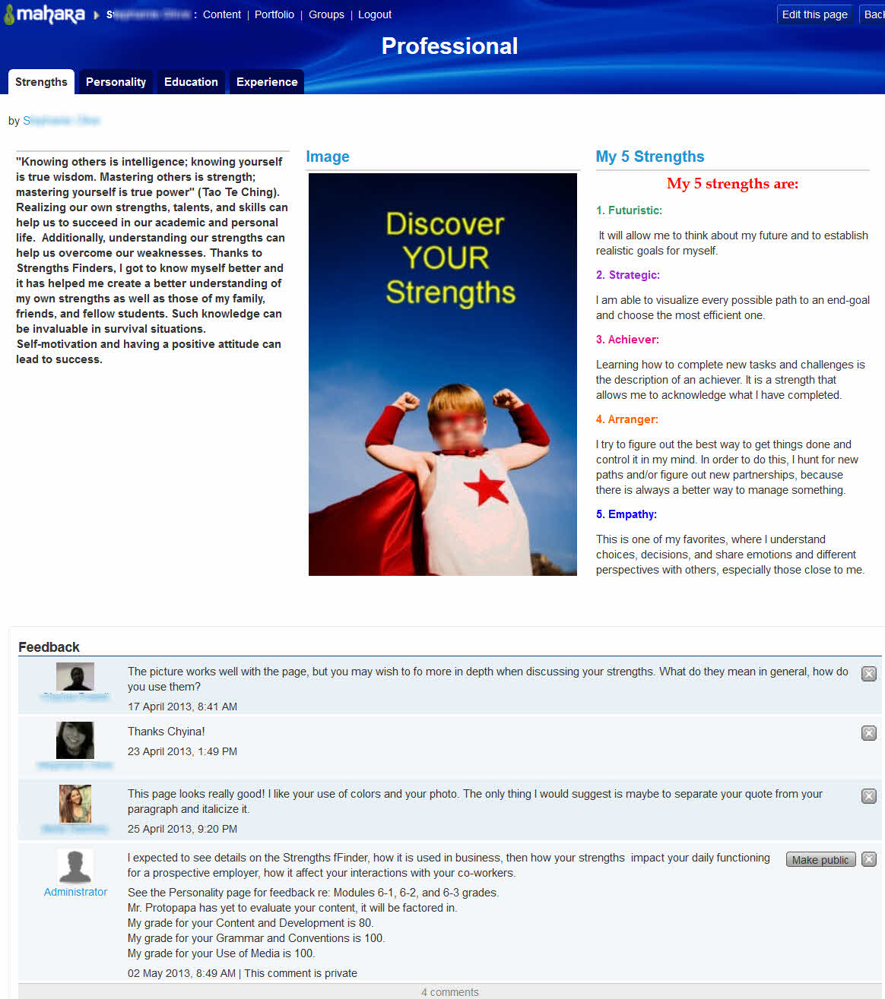 mahara
: Content | Portfolio | Groups | Logout
Edit this page
Back
Professional
Strengths
Personality
Education
Experience
by
"Knowing others is intelligence; knowing yourself
is true wisdom. Mastering others is strength;
mastering yourself is true power" (Tao Te Ching).
Realizing our own strengths, talents, and skills can
help us to succeed in our academic and personal
life. Additionally, understanding our strengths can
help us overcome our weaknesses. Thanks to
Strengths Finders, I got to know myself better and
it has helped me create a better understanding of
my own strengths as well as those of my family,
friends, and fellow students. Such knowledge can
be invaluable in survival situations.
Self-motivation and having a positive attitude can
lead to success.
Image
Discover
YOUR
Strengths
My 5 Strengths
My 5 strengths are:
1. Futuristic:
It will allow me to think about my future and to establish
realistic goals for myself.
2. Strategic:
I am able to visualize every possible path to an end-goal
and choose the most efficient one.
3. Achiever:
Learning how to complete new tasks and challenges is
the description of an achiever. It is a strength that
allows me to acknowledge what I have completed.
4. Arranger:
I try to figure out the best way to get things done and
control it in my mind. In order to do this, I hunt for new
paths and/or figure out new partnerships, because
there is always a better way to manage something.
5. Empathy:
This is one of my favorites, where I understand
choices, decisions, and share emotions and different
perspectives with others, especially those close to me.
Feedback
The picture works well with the page, but you may wish to fo more in depth when discussing your strengths. What do they mean in general, how do
you use them?
17 April 2013, 8:41 AM
Thanks Chyina!
23 April 2013, 1:49 PM
This page looks really good! I like your use of colors and your photo. The only thing I would suggest is maybe to separate your quote from your
paragraph and italicize it.
25 April 2013, 9:20 PM
Administrator
I expected to see details on the Strengths fFinder, how it is used in business, then how your strengths impact your daily functioning
for a prospective employer, how it affect your interactions with your co-workers.
Make public
See the Personality page for feedback re: Modules 6-1, 6-2, and 6-3 grades.
Mr. Protopapa has yet to evaluate your content, it will be factored in.
My grade for your Content and Development is 80.
My grade for your Grammar and Conventions is 100.
My grade for your Use of Media is 100.
02 May 2013, 8:49 AM | This comment is private
4 comments